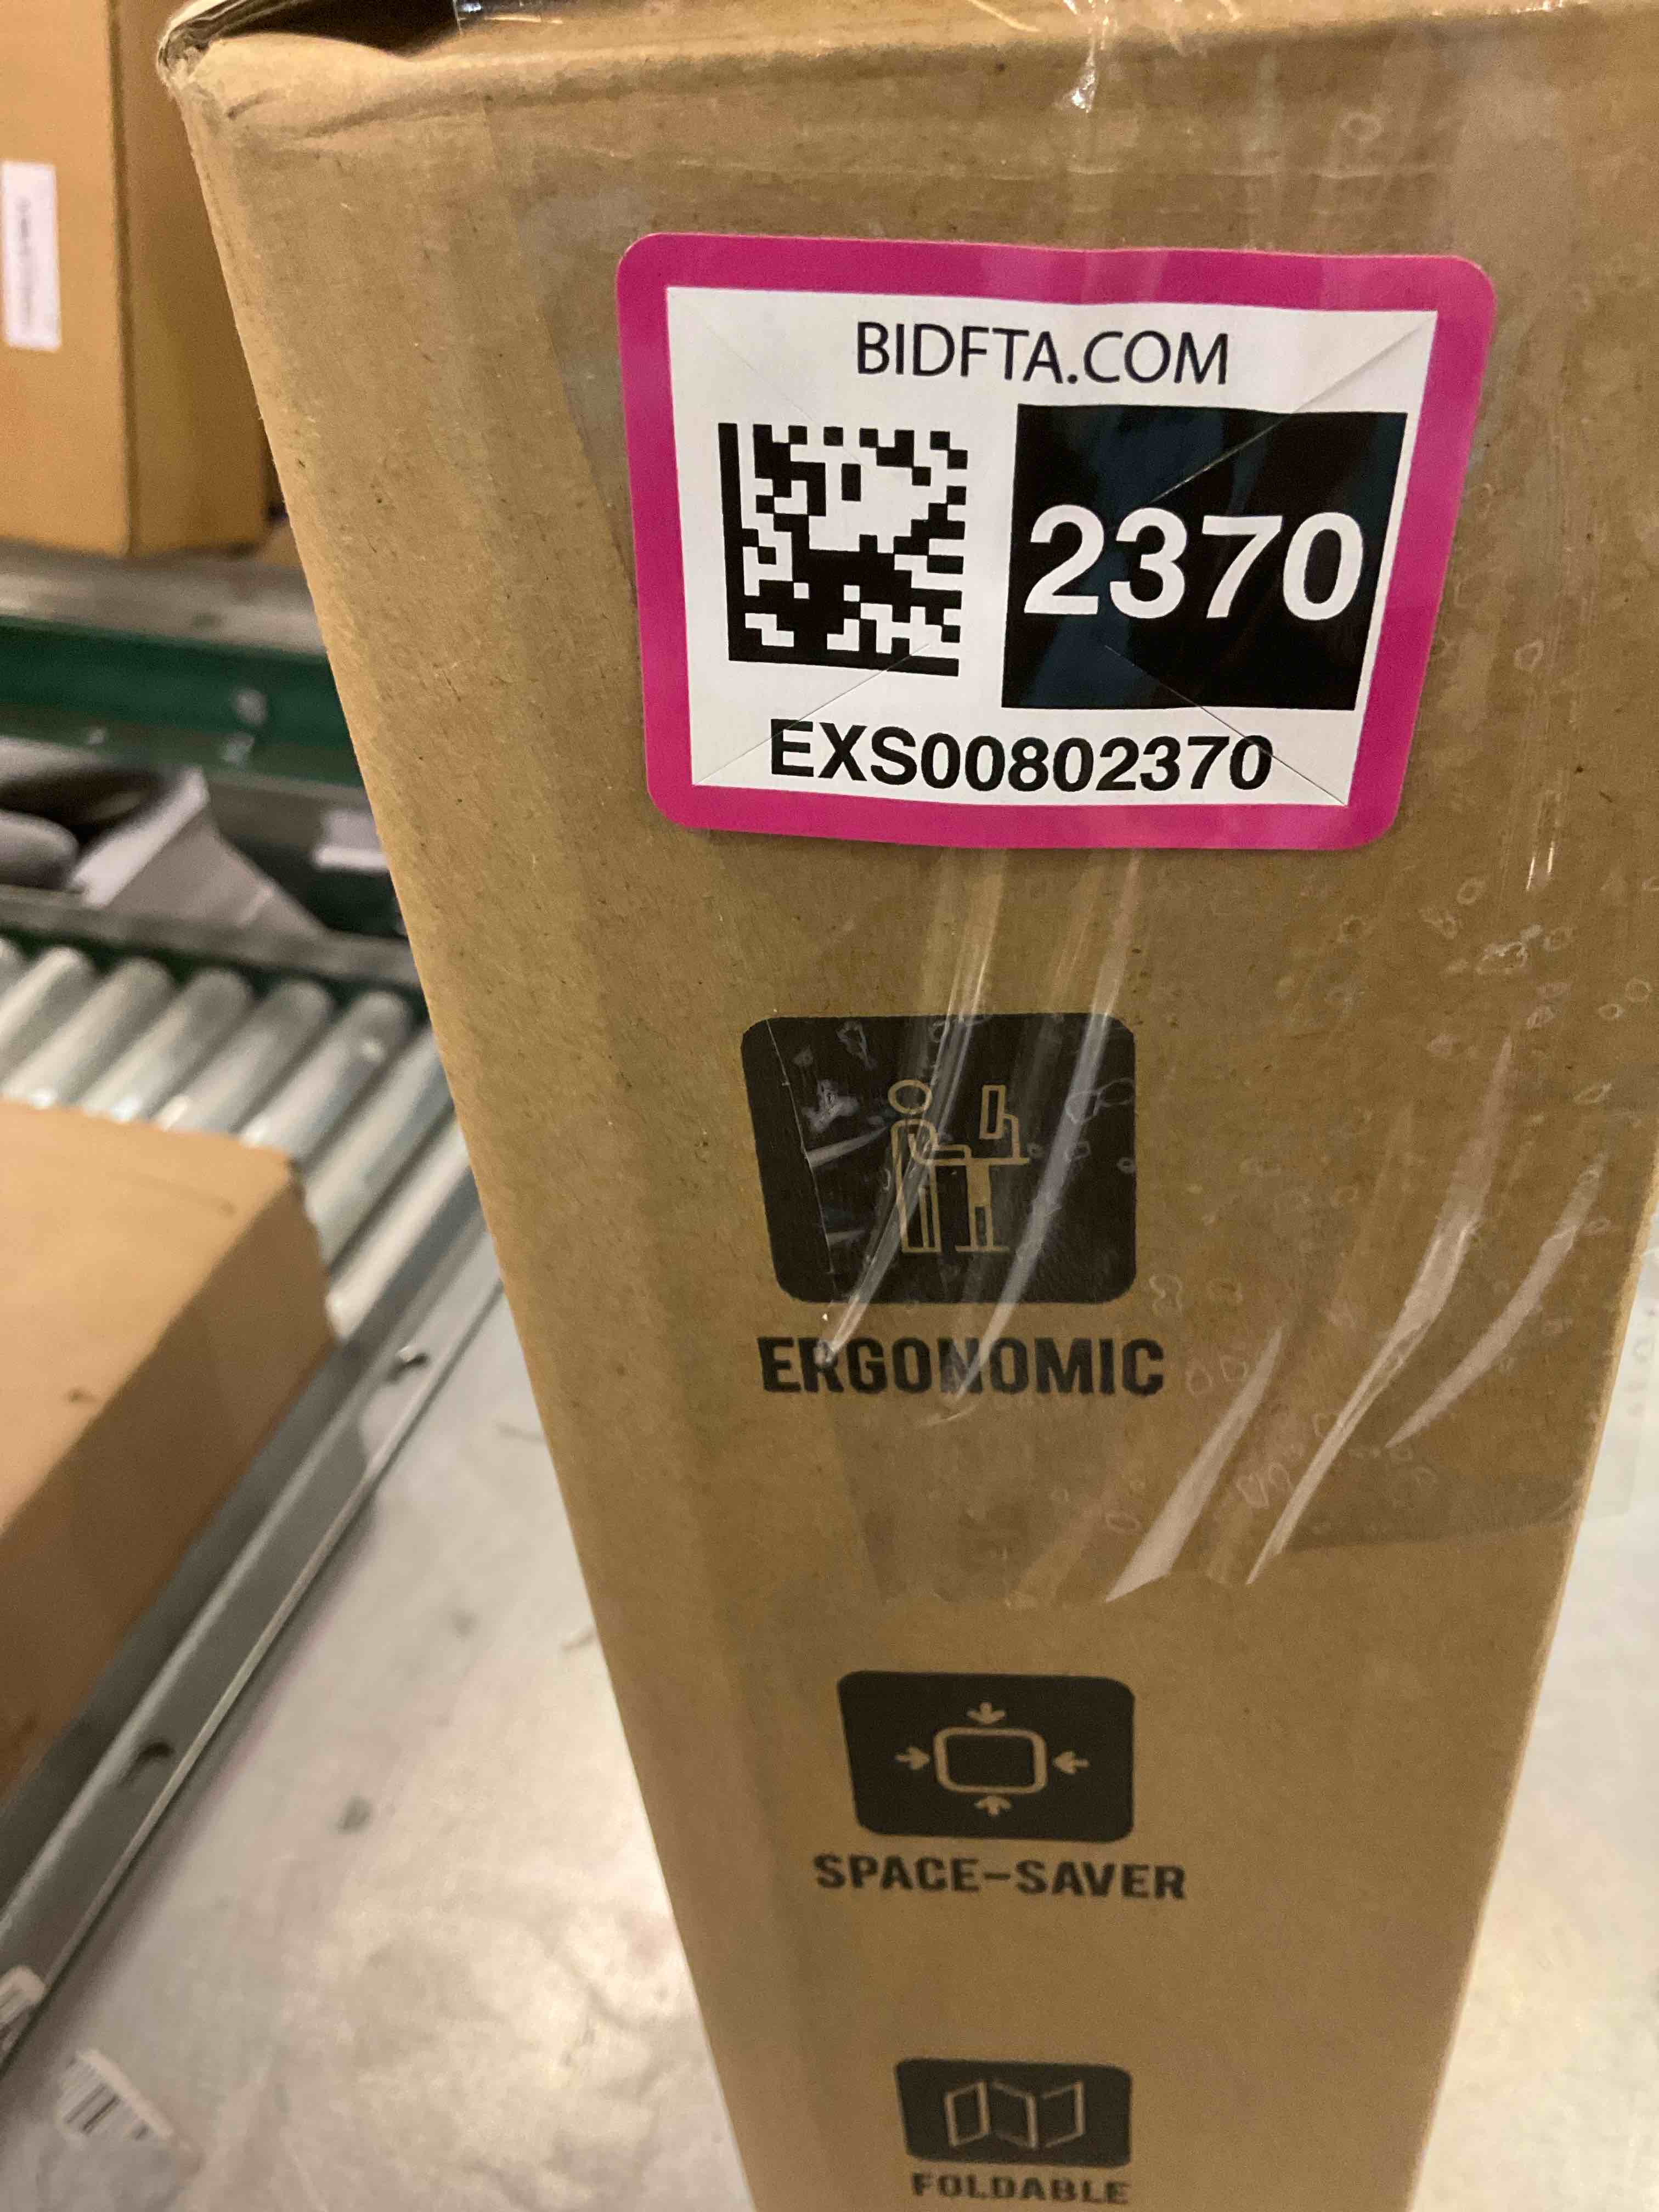 BIDFTA.COM
2370
EXS00802370
ERGONOMIC
SPACE-SAVER
FOLDABLE